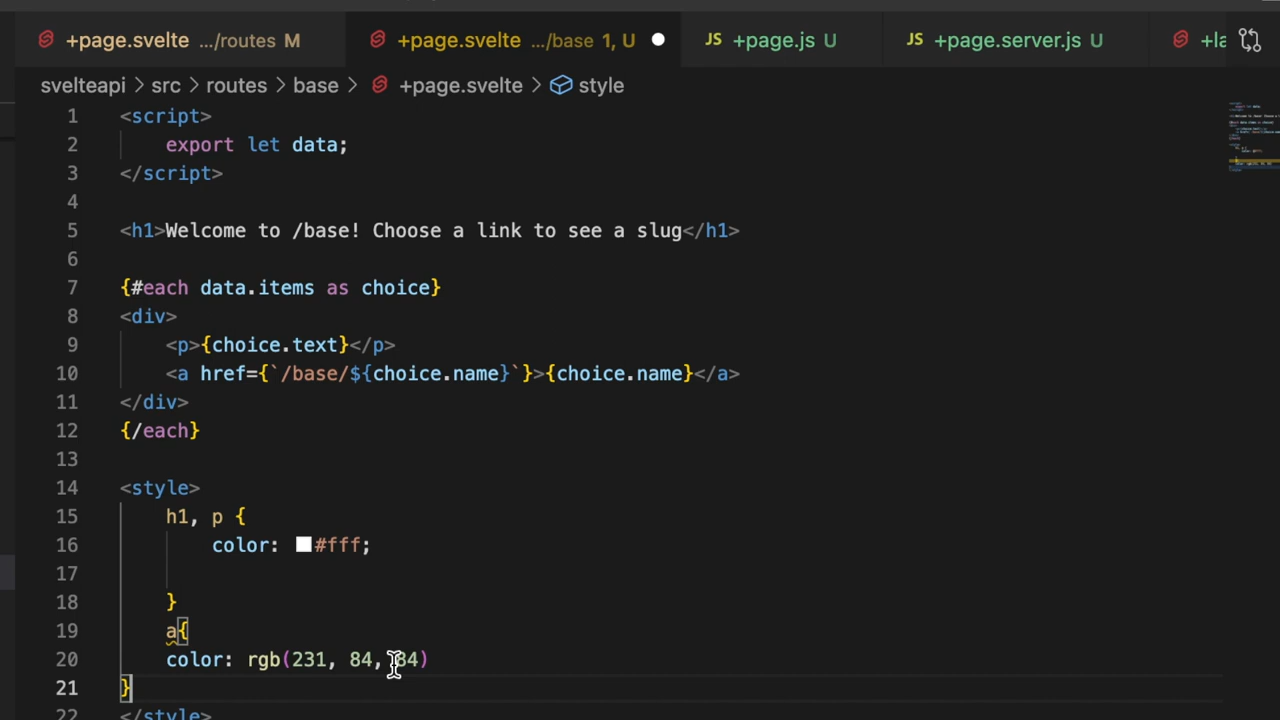 +page.svelte .../routes M +page.svelte .../base 1, U JS +page.js U JS +page.server.js U +la
svelteapi > src > routes > base > +page.svelte > style
1 <script>
2 export let data;
3 </script>
4
5 <h1>Welcome to /base! Choose a link to see a slug</h1>
6
7 {#each data.items as choice}
8 <div>
9 <p>{choice.text}</p>
10 <a href={`/base/${choice.name}`}>{choice.name}</a>
11 </div>
12 {/each}
13
14 <style>
15 h1, p {
16 color: #fff;
17
18 }
19 a{
20 color: rgb(231, 84, 84)
21 }
22 </style>